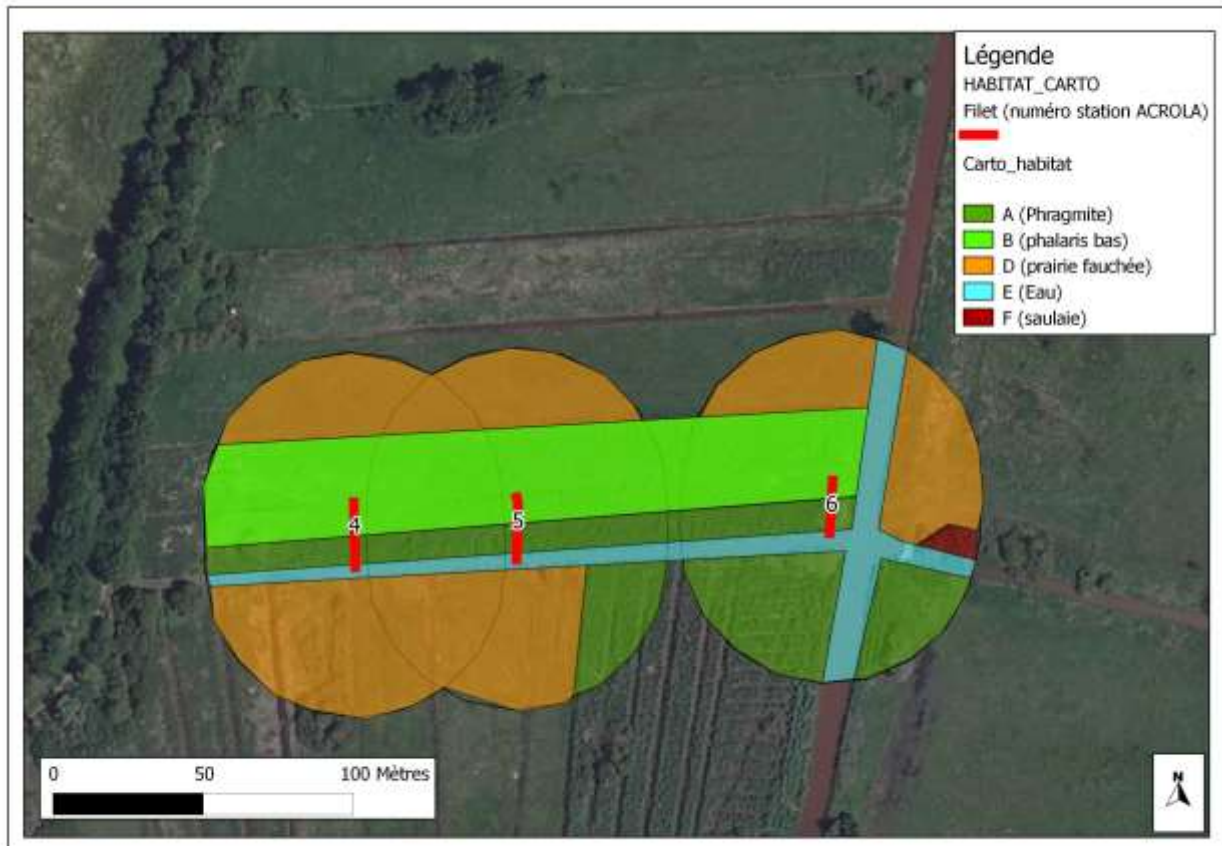 Légende
HABITAT_CARTO
Filet (numéro station ACROLA)
Carto_habitat
A (Phragmite)
B (phalaris bas)
D (prairie fauchée)
E (Eau)
F (saulaie)
4
5
6
0 50 100 Mètres
N